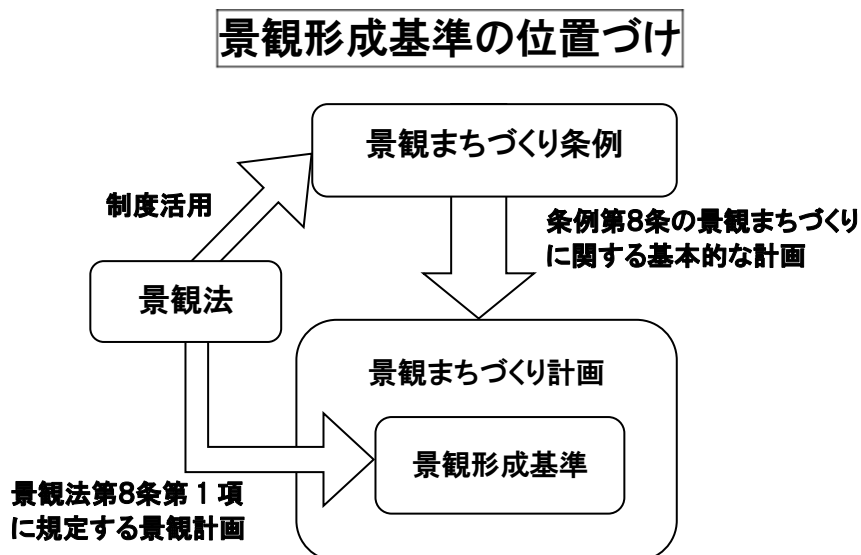 景観形成基準の位置づけ
景観まちづくり条例
制度活用
条例第8条の景観まちづくり
に関する基本的な計画
景観法
景観まちづくり計画
景観形成基準
景観法第8条第1項
に規定する景観計画